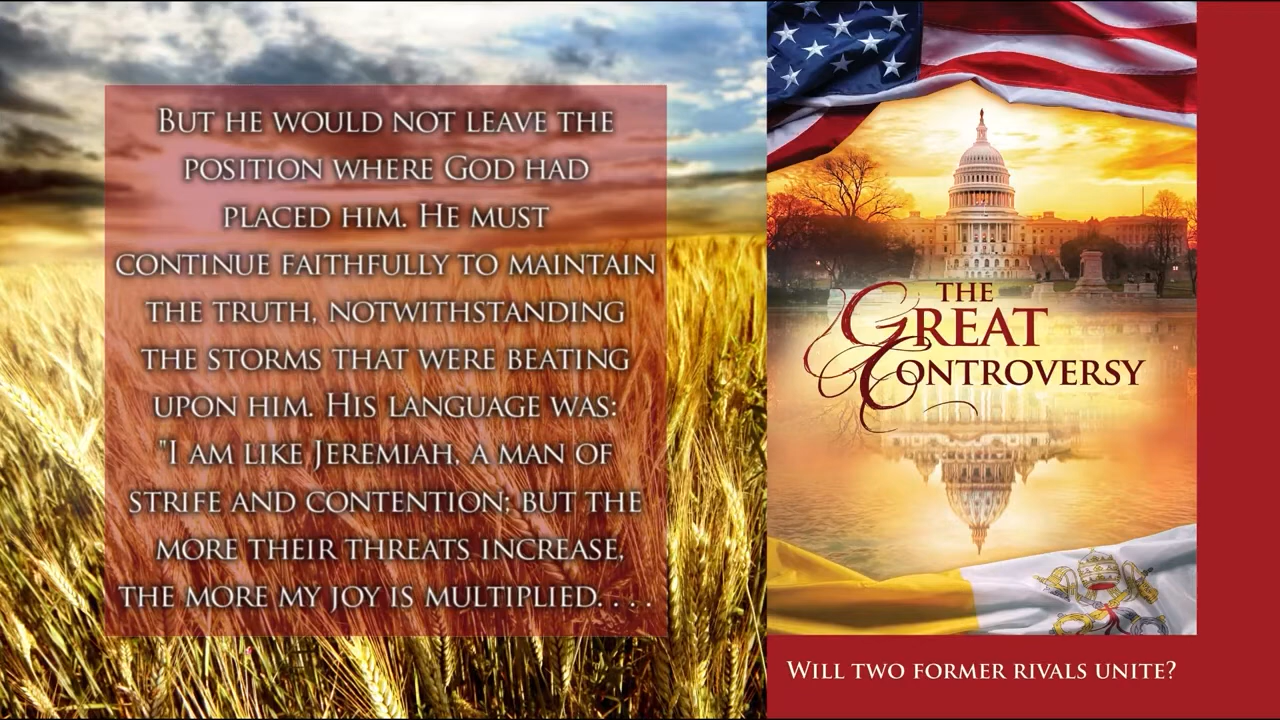 But he would not leave the
position where God had
placed him. He must
continue faithfully to maintain
the truth, notwithstanding
the storms that were beating
upon him. His language was:
"I am like Jeremiah, a man of
strife and contention; but the
more their threats increase,
the more my joy is multiplied. . . .
The
Great
Controversy
Will two former rivals unite?